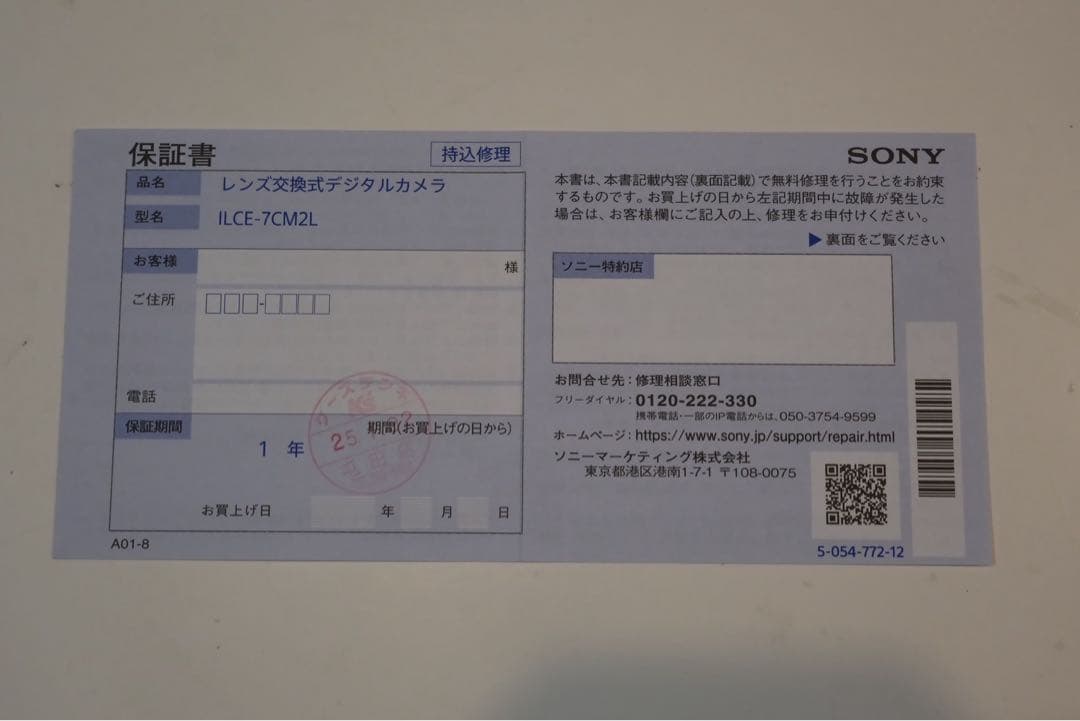 保証書
持込修理
品名
レンズ交換式デジタルカメラ
型名
ILCE-7CM2L
お客様
様
ご住所
電話
保証期間
1 年
期間(お買上げの日から)
25
お買上げ日
年
月
日
A01-8
SONY
本書は、本書記載内容(裏面記載)で無料修理を行うことをお約束
するものです。お買上げの日から左記期間中に故障が発生した
場合は、お客様欄にご記入の上、修理をお申付けください。
▶裏面をご覧ください
ソニー特約店
お問合せ先:修理相談窓口
フリーダイヤル:0120-222-330
携帯電話・一部のIP電話からは、050-3754-9599
ホームページ:https://www.sony.jp/support/repair.html
ソニーマーケティング株式会社
東京都港区港南1-7-1 〒108-0075
5-054-772-12